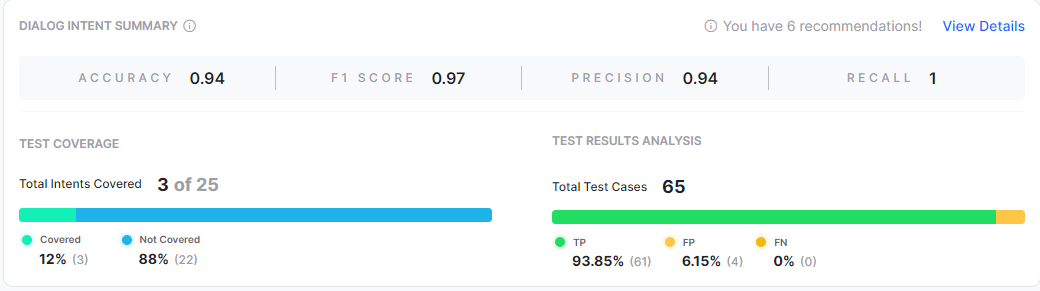 DIALOG INTENT SUMMARY
You have 6 recommendations! View Details
ACCURACY 0.94 F1 SCORE 0.97 PRECISION 0.94 RECALL 1
TEST COVERAGE
Total Intents Covered 3 of 25
Covered Not Covered
12% (3) 88% (22)
TEST RESULTS ANALYSIS
Total Test Cases 65
TP FP FN
93.85% (61) 6.15% (4) 0% (0)